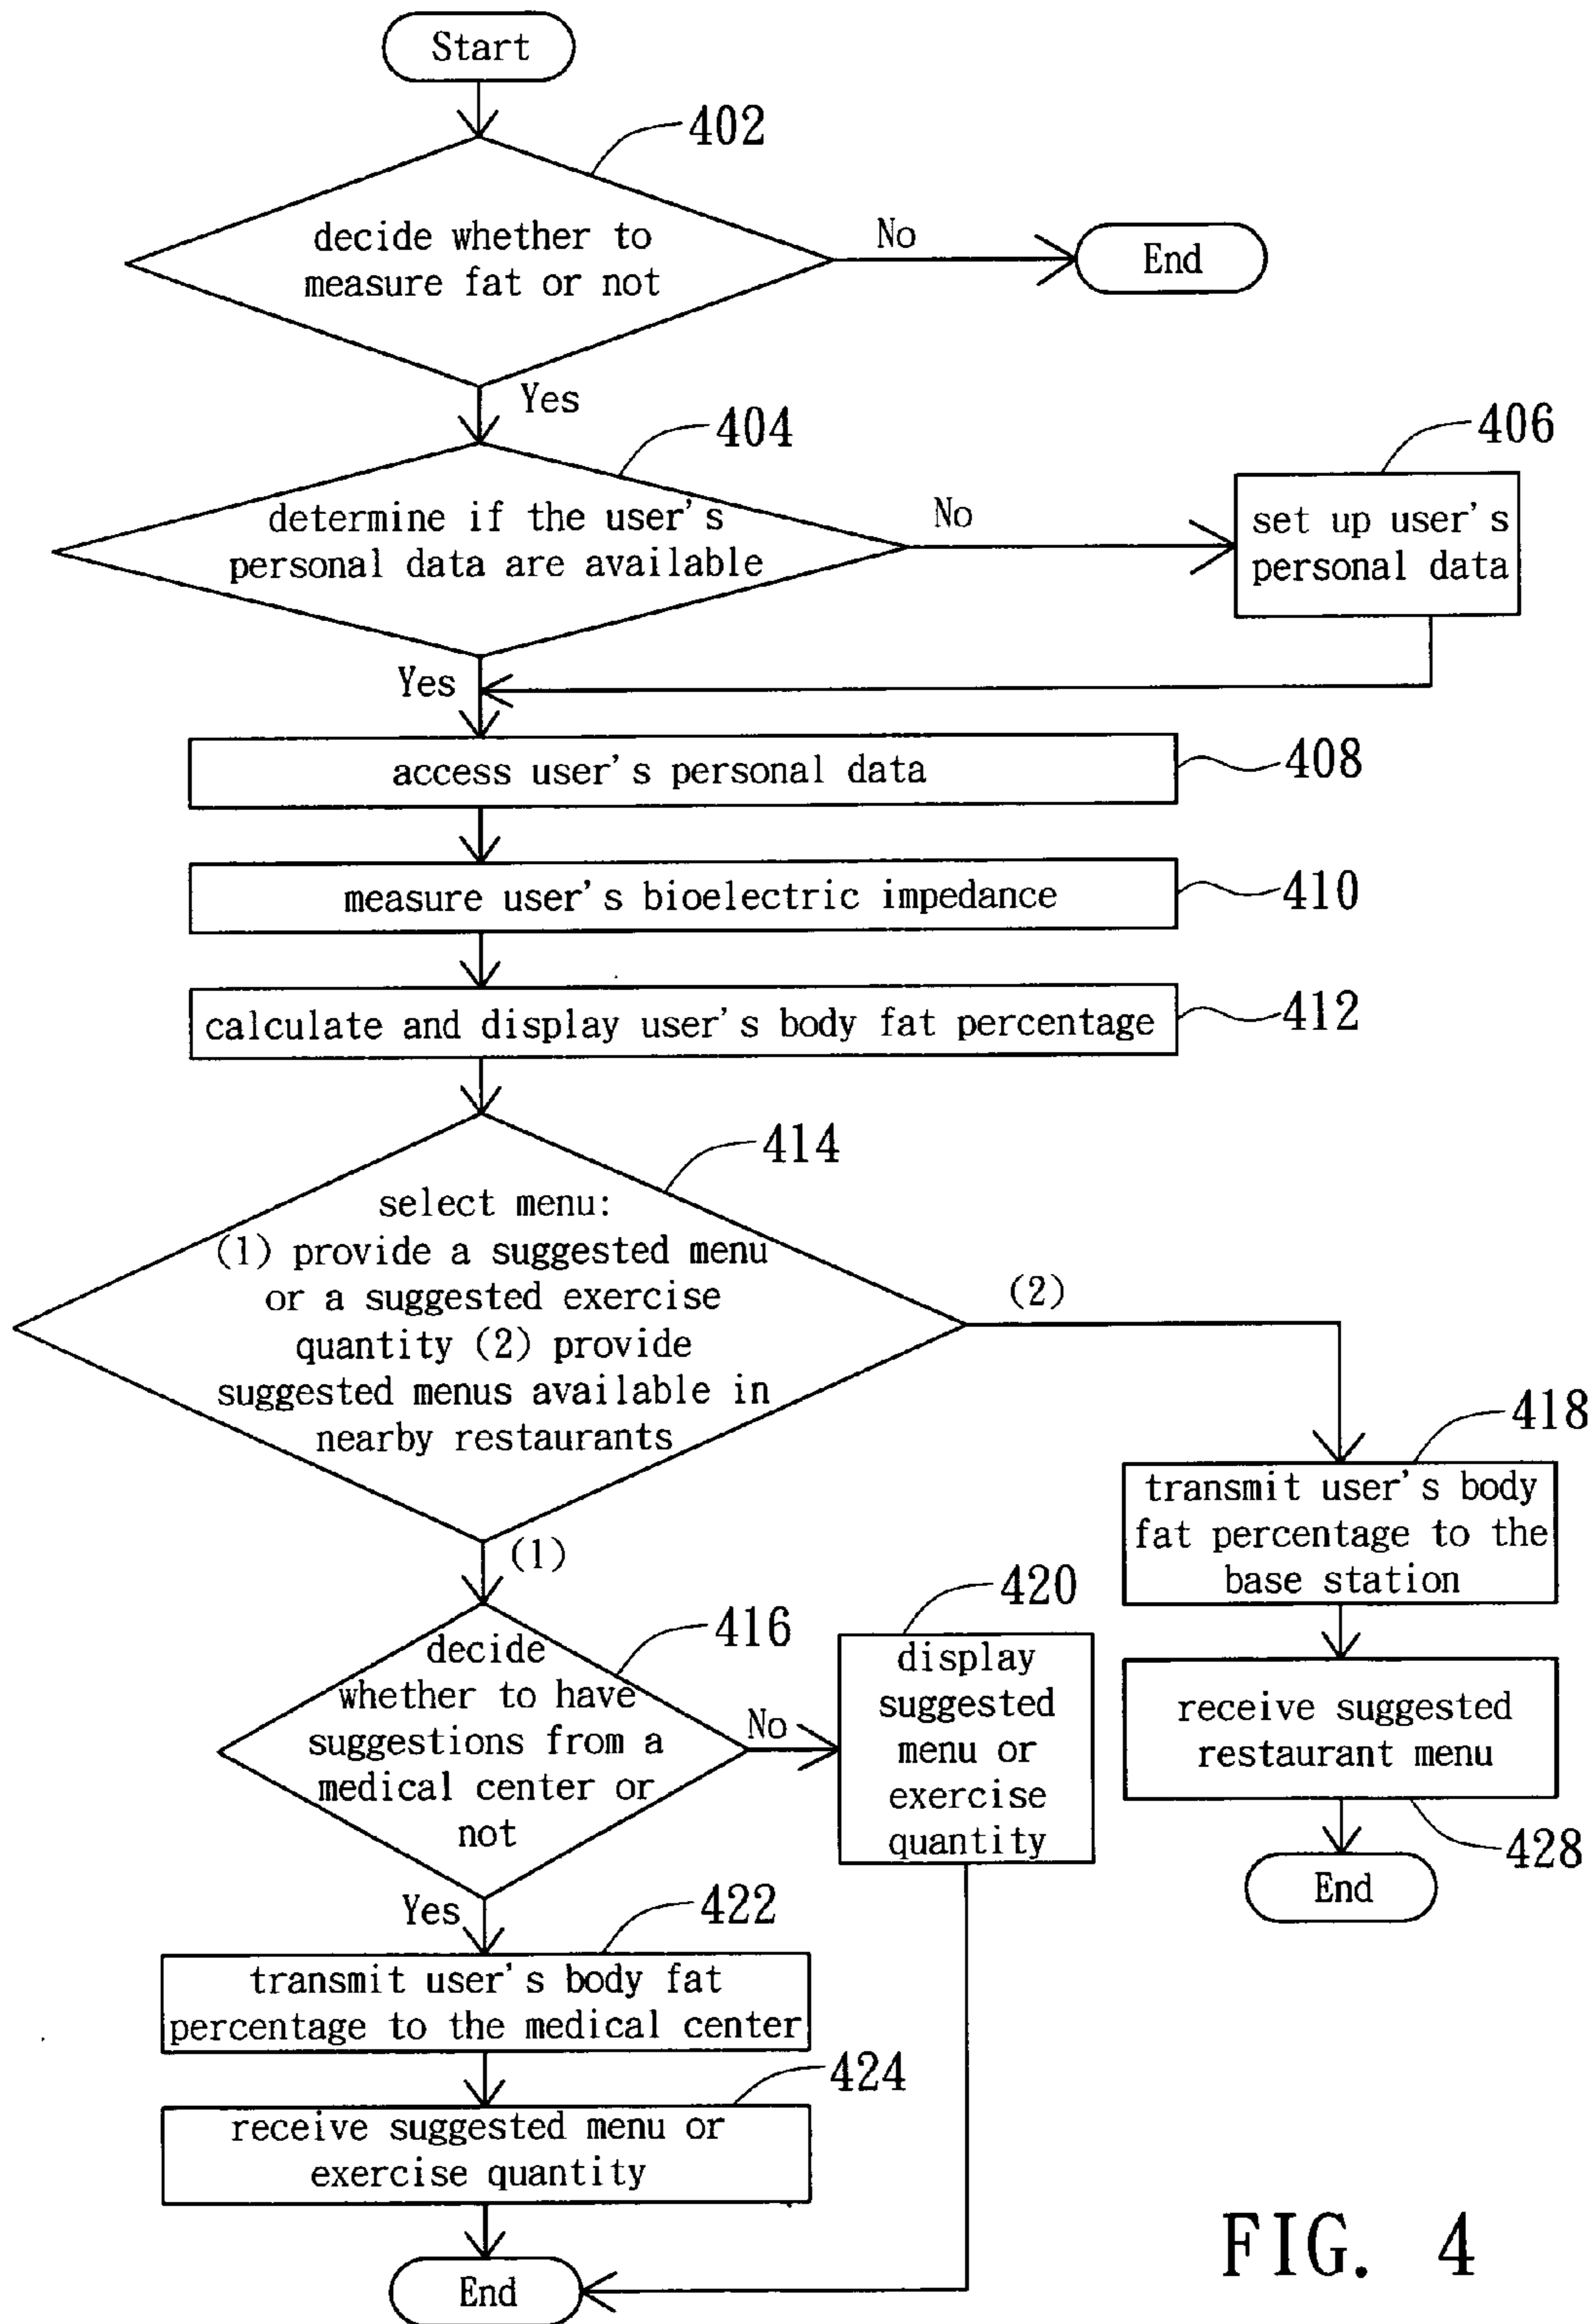 Start
402
decide whether to
measure fat or not
No
End
Yes
404
determine if the user's
personal data are available
No
406
set up user's
personal data
Yes
access user's personal data
408
measure user's bioelectric impedance
410
calculate and display user's body fat percentage
412
414
select menu:
(1) provide a suggested menu
or a suggested exercise
quantity (2) provide
suggested menus available in
nearby restaurants
(2)
418
transmit user's body
fat percentage to the
base station
(1)
416
decide
whether to have
suggestions from a
medical center or
not
No
420
display
suggested
menu or
exercise
quantity
receive suggested
restaurant menu
428
End
Yes
422
transmit user's body fat
percentage to the medical center
424
receive suggested menu or
exercise quantity
End
FIG. 4